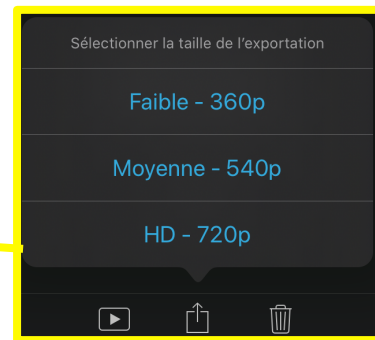 Sélectionner la taille de l'exportation
Faible - 360p
Moyenne - 540p
HD - 720p